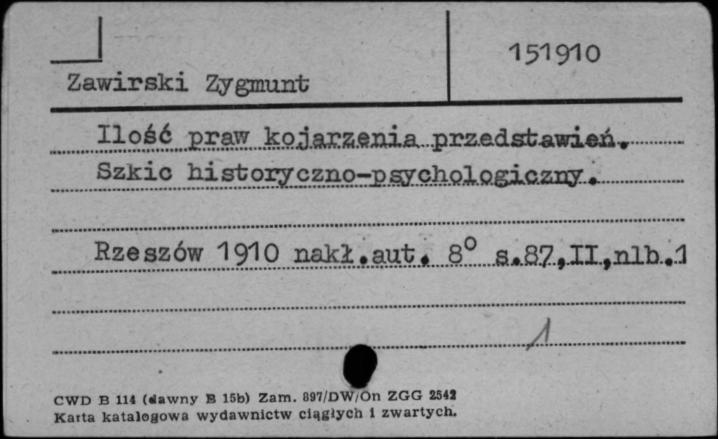 151910
Zawirski Zygmunt
Ilość praw kojarzenia przedstawień.
Szkic historyczno-psychologiczny.
Rzeszów 1910 nakł.aut. 8° s.87,II,nlb.1
1
CWD B 114 (dawny B 15b) Zam. 897/DW/On ZGG 2542
Karta katalogowa wydawnictw ciągłych i zwartych.